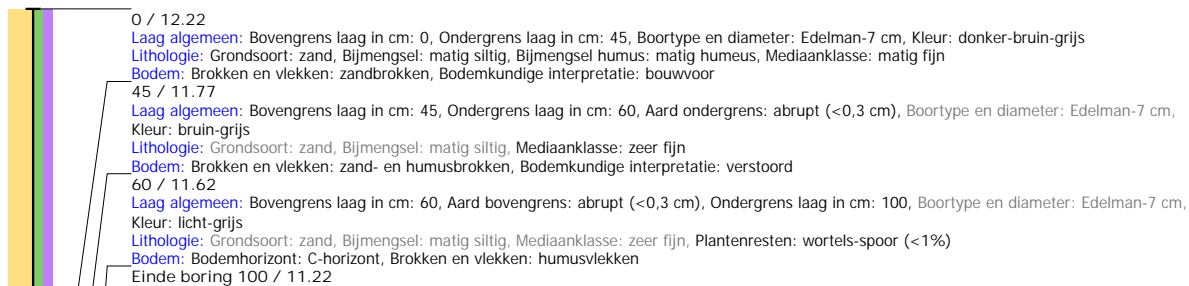 0 / 12.22
Laag algemeen: Bovengrens laag in cm: 0, Ondergrens laag in cm: 45, Boortype en diameter: Edelman-7 cm, Kleur: donker-bruin-grijs
Lithologie: Grondsoort: zand, Bijmengsel: matig siltig, Bijmengsel humus: matig humeus, Mediaanklasse: matig fijn
Bodem: Brokken en vlekken: zandbrokken, Bodemkundige interpretatie: bouwvoor
45 / 11.77
Laag algemeen: Bovengrens laag in cm: 45, Ondergrens laag in cm: 60, Aard ondergrens: abrupt (<0,3 cm), Boortype en diameter: Edelman-7 cm,
Kleur: bruin-grijs
Lithologie: Grondsoort: zand, Bijmengsel: matig siltig, Mediaanklasse: zeer fijn
Bodem: Brokken en vlekken: zand- en humusbrokken, Bodemkundige interpretatie: verstoord
60 / 11.62
Laag algemeen: Bovengrens laag in cm: 60, Aard bovengrens: abrupt (<0,3 cm), Ondergrens laag in cm: 100, Boortype en diameter: Edelman-7 cm,
Kleur: licht-grijs
Lithologie: Grondsoort: zand, Bijmengsel: matig siltig, Mediaanklasse: zeer fijn, Plantenresten: wortels-spoor (<1%)
Bodem: Bodemhorizont: C-horizont, Brokken en vlekken: humusvlekken
Einde boring 100 / 11.22